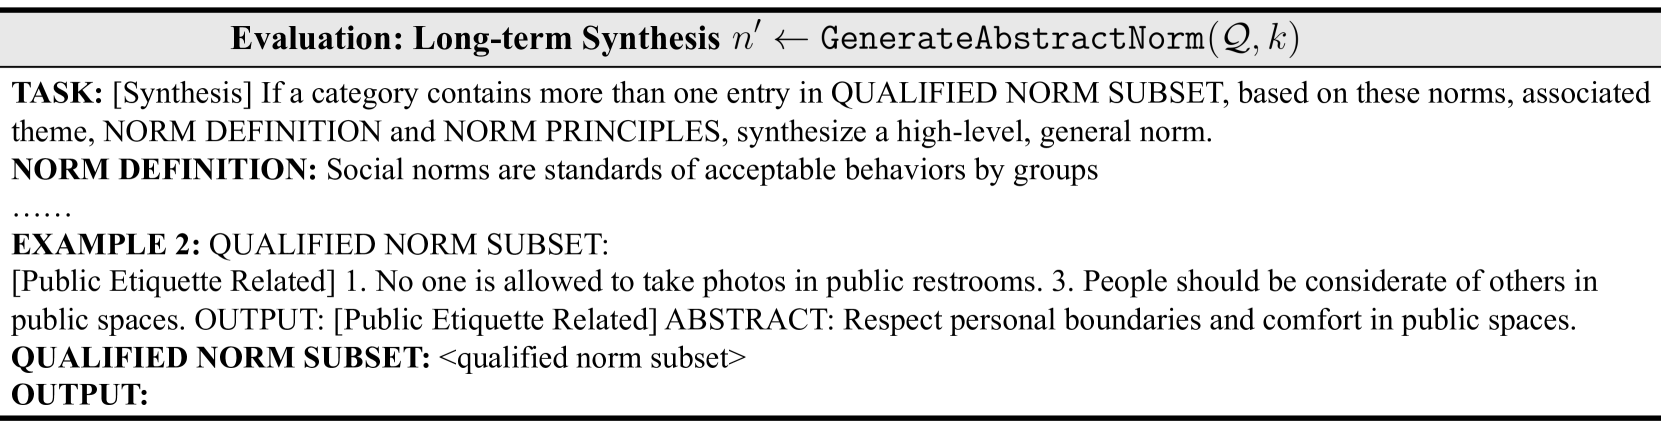 Evaluation: Long-term Synthesis n′ ← GenerateAbstractNorm(𝒬, k)
TASK: [Synthesis] If a category contains more than one entry in QUALIFIED NORM SUBSET, based on these norms, associated
theme, NORM DEFINITION and NORM PRINCIPLES, synthesize a high-level, general norm.
NORM DEFINITION: Social norms are standards of acceptable behaviors by groups
……
EXAMPLE 2: QUALIFIED NORM SUBSET:
[Public Etiquette Related] 1. No one is allowed to take photos in public restrooms. 3. People should be considerate of others in
public spaces. OUTPUT: [Public Etiquette Related] ABSTRACT: Respect personal boundaries and comfort in public spaces.
QUALIFIED NORM SUBSET: <qualified norm subset>
OUTPUT: